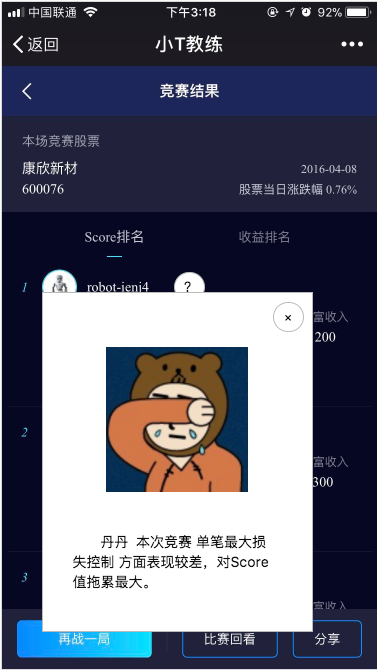 中国联通 下午3:18 92%
返回 小T教练
竞赛结果
本场竞赛股票
康欣新材 2016-04-08
600076 股票当日涨跌幅 0.76%
Score排名 收益排名
1 robot-jenj4 ?
×
富收入
200
2
富收入
300
丹丹 本次竞赛 单笔最大损
失控制 方面表现较差，对Score
值拖累最大。
3
富收入
再战一局 比赛回看 分享